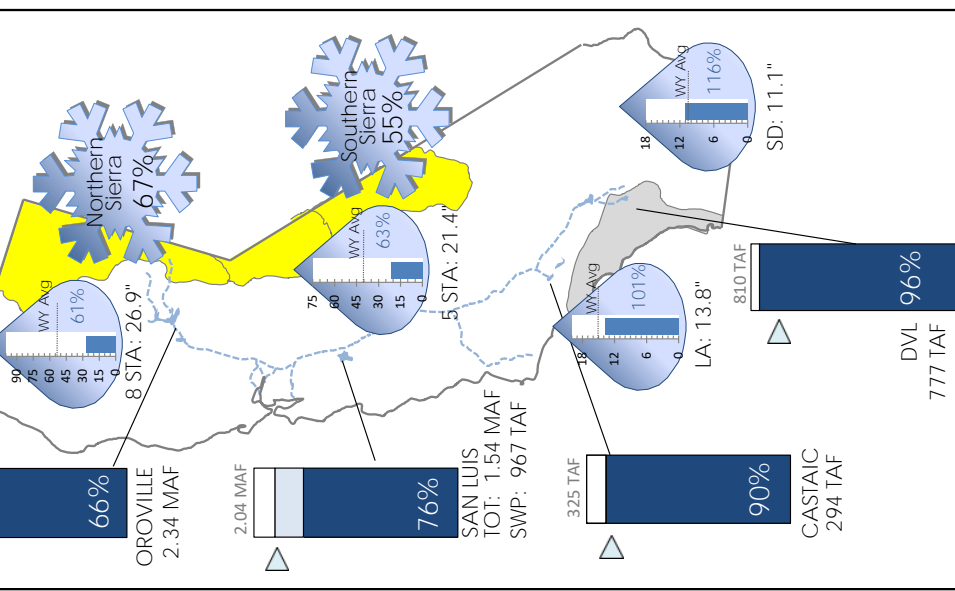 Northern
Sierra
67%
Southern
Sierra
55%
90
75
60
45
30
15
0
WY Avg
61%
8 STA: 26.9"
75
60
45
30
15
0
WY Avg
63%
5 STA: 21.4"
18
12
6
0
WY Avg
116%
SD: 11.1"
18
12
6
0
WY Avg
101%
LA: 13.8"
66%
OROVILLE
2.34 MAF
2.04 MAF
76%
SAN LUIS
TOT: 1.54 MAF
SWP: 967 TAF
325 TAF
90%
CASTAIC
294 TAF
810 TAF
96%
DVL
777 TAF